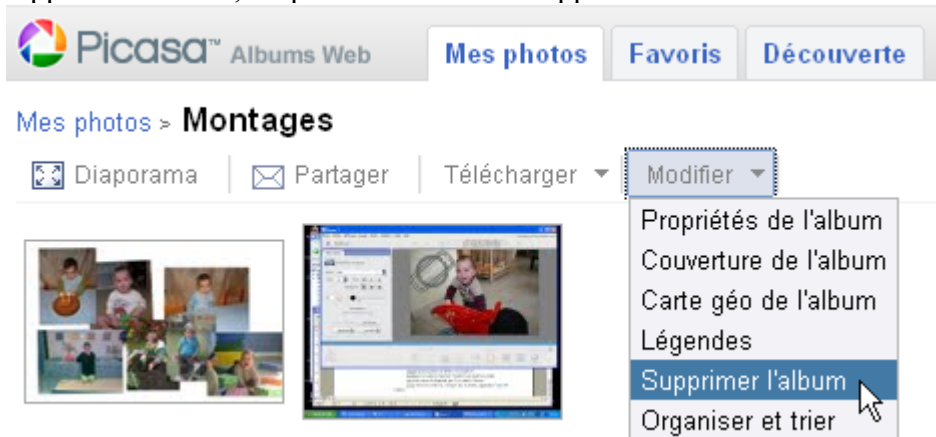 Picasa™ Albums Web Mes photos Favoris Découverte
Mes photos > Montages
Diaporama Partager Télécharger Modifier
Propriétés de l'album
Couverture de l'album
Carte géo de l'album
Légendes
Supprimer l'album
Organiser et trier